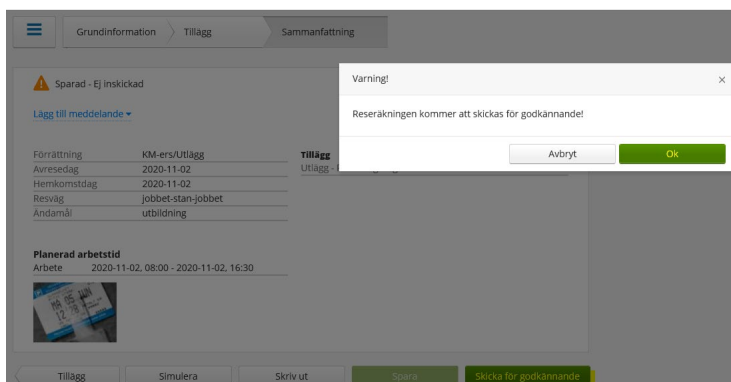 Grundinformation Tillägg Sammanfattning
Varning! ×
Reseräkningen kommer att skickas för godkännande!
Avbryt Ok
Sparad - Ej inskickad
Lägg till meddelande
Förrättning KM-ers/Utlägg
Avresedag 2020-11-02
Hemkomstdag 2020-11-02
Resväg jobbet-stan-jobbet
Ändamål utbildning
Tillägg
Utlägg -
Planerad arbetstid
Arbete 2020-11-02, 08:00 - 2020-11-02, 16:30
Tillägg Simulera Skriv ut Spara Skicka för godkännande